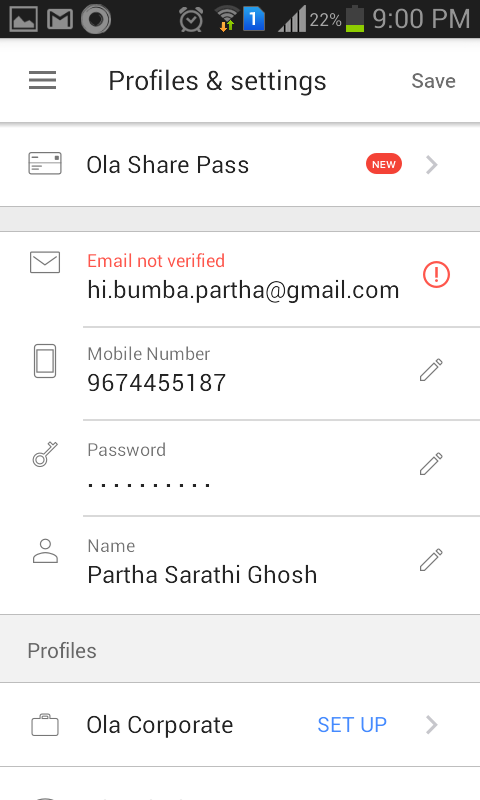 1 22% 9:00 PM
Profiles & settings Save
Ola Share Pass NEW
Email not verified
hi.bumba.partha@gmail.com
Mobile Number
9674455187
Password
Name
Partha Sarathi Ghosh
Profiles
Ola Corporate SET UP